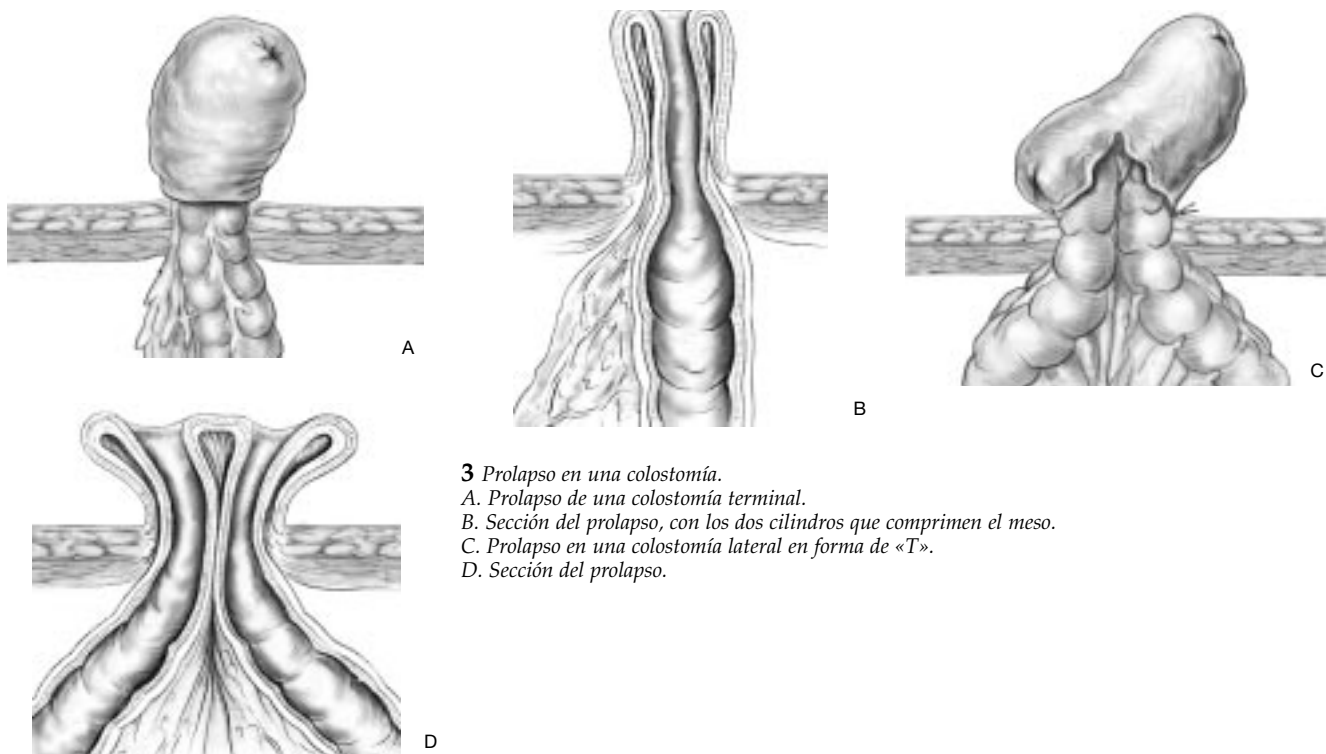 A
B
C
D
3 Prolapso en una colostomía.
A. Prolapso de una colostomía terminal.
B. Sección del prolapso, con los dos cilindros que comprimen el meso.
C. Prolapso en una colostomía lateral en forma de «T».
D. Sección del prolapso.